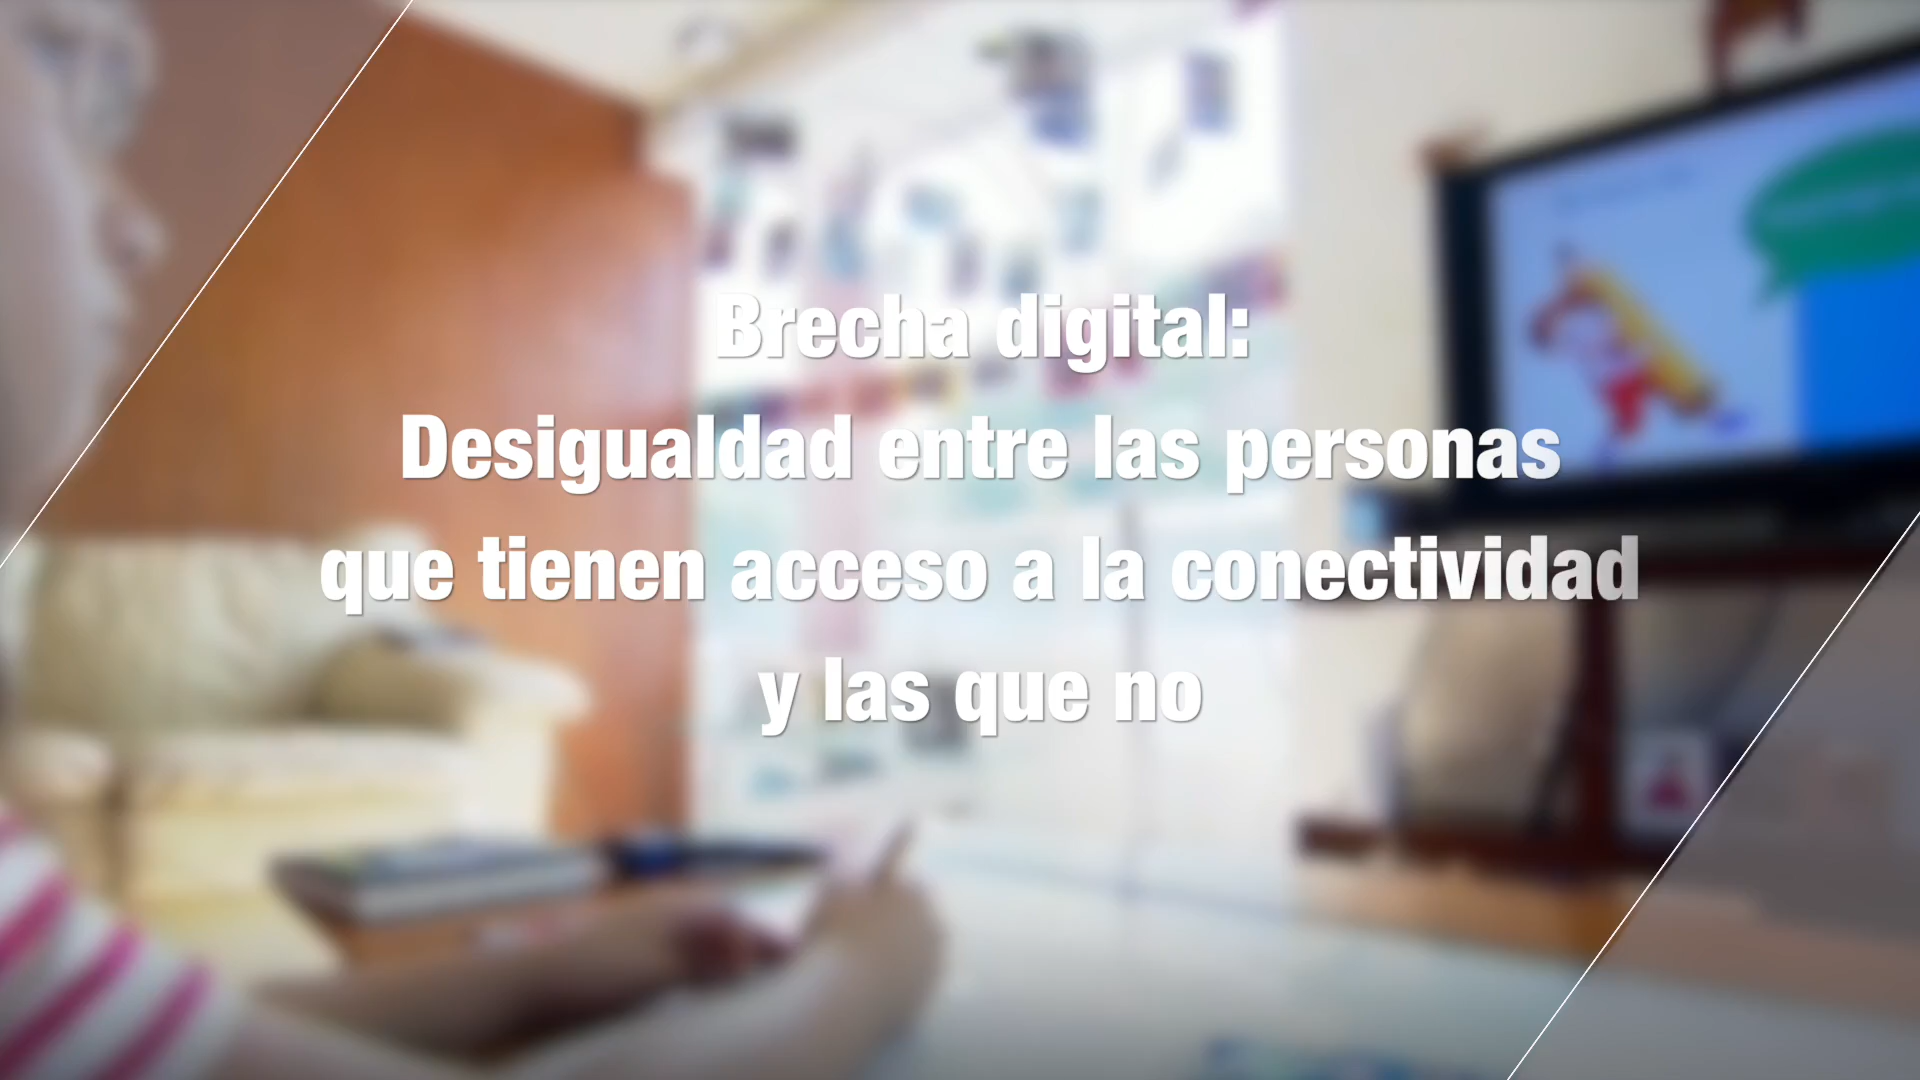 Brecha digital:
Desigualdad entre las personas
que tienen acceso a la conectividad
y las que no